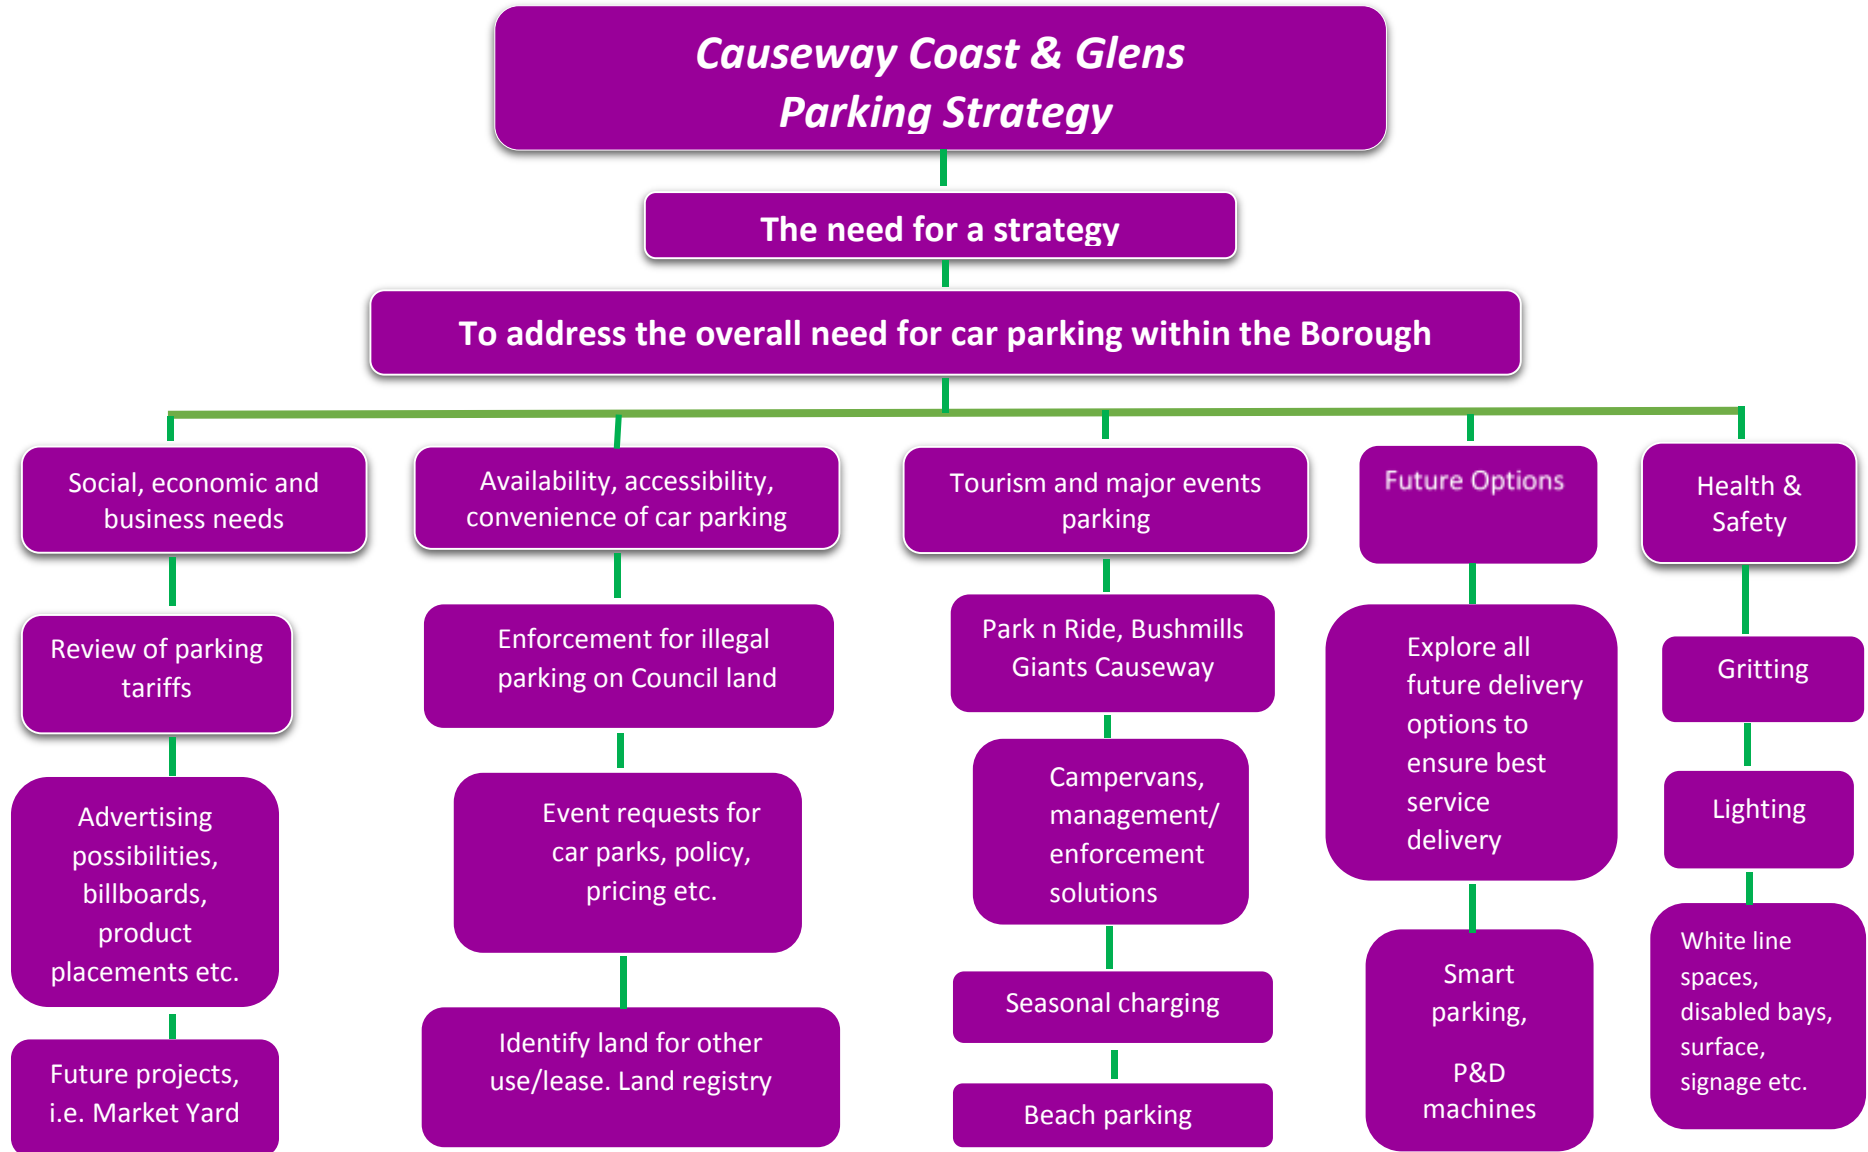 Causeway Coast & Glens
Parking Strategy
The need for a strategy
To address the overall need for car parking within the Borough
Social, economic and
business needs
Review of parking
tariffs
Advertising
possibilities,
billboards,
product
placements etc.
Future projects,
i.e. Market Yard
Availability, accessibility,
convenience of car parking
Enforcement for illegal
parking on Council land
Event requests for
car parks, policy,
pricing etc.
Identify land for other
use/lease. Land registry
Tourism and major events
parking
Park n Ride, Bushmills
Giants Causeway
Campervans,
management/
enforcement
solutions
Seasonal charging
Beach parking
Future Options
Explore all
future delivery
options to
ensure best
service
delivery
Smart
parking,
P&D
machines
Health &
Safety
Gritting
Lighting
White line
spaces,
disabled bays,
surface,
signage etc.